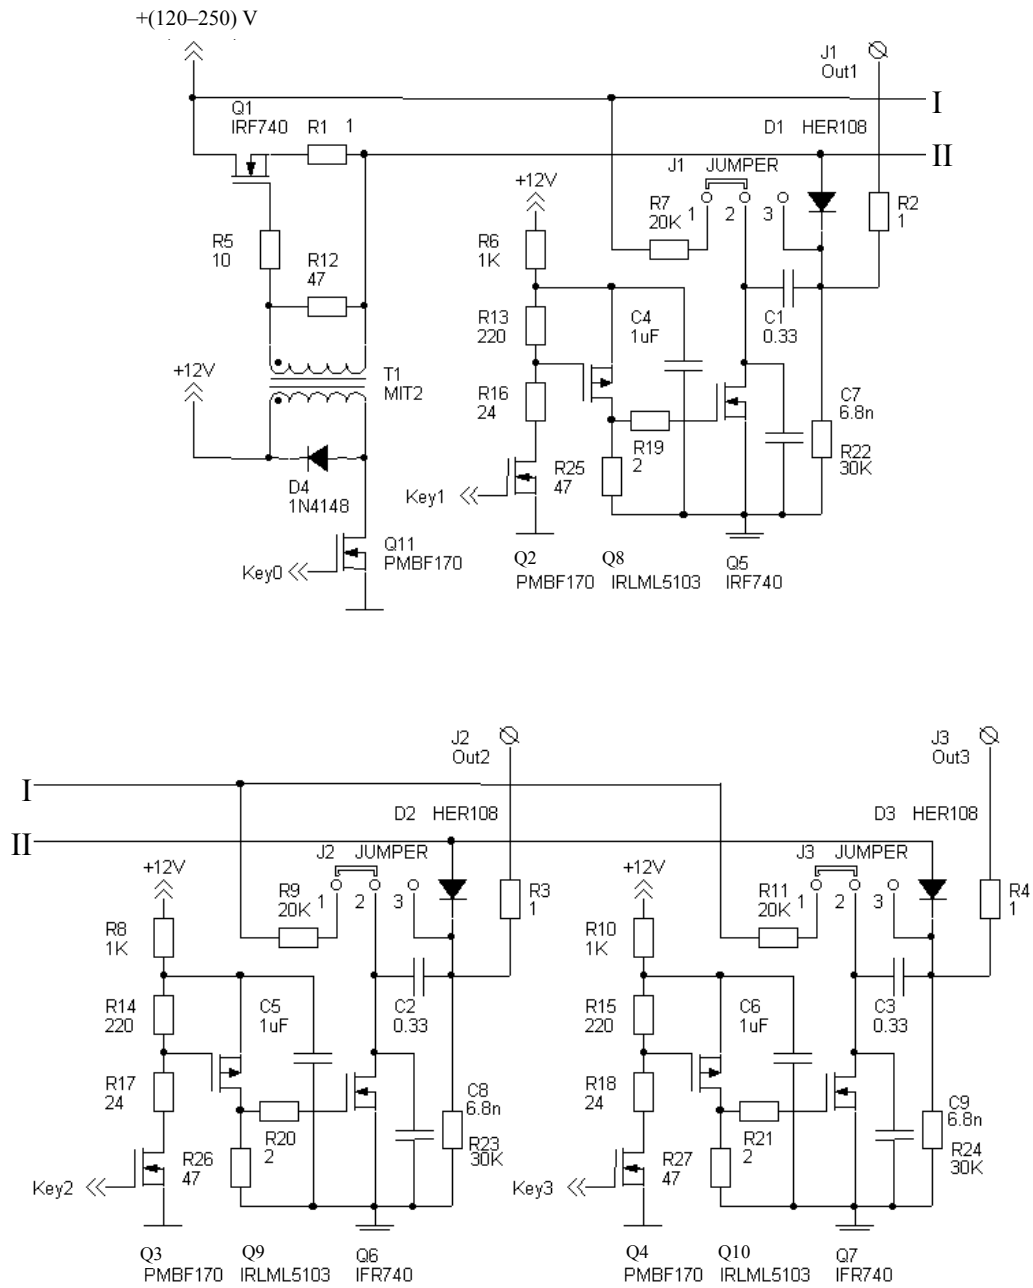 +(120–250) V
J1
Out1
I
Q1
IRF740
R1 1
D1 HER108
II
J1 JUMPER
+12V
R7
20K
1
2
3
R2
1
R6
1K
R5
10
R12
47
R13
220
C4
1uF
C1
0.33
+12V
T1
MIT2
R16
24
C7
6.8n
R19
2
R22
30K
R25
47
D4
1N4148
Key1
Q11
PMBF170
Key0
Q2
PMBF170
Q8
IRLML5103
Q5
IRF740
J2
Out2
J3
Out3
I
D2 HER108
D3 HER108
II
J2 JUMPER
J3 JUMPER
+12V
R9
20K
1
2
3
R3
1
+12V
R11
20K
1
2
3
R4
1
R8
1K
R10
1K
R14
220
C5
1uF
C2
0.33
R15
220
C6
1uF
C3
0.33
R17
24
C8
6.8n
R18
24
C9
6.8n
R20
2
R23
30K
R21
2
R24
30K
R26
47
R27
47
Key2
Key3
Q3
PMBF170
Q9
IRLML5103
Q6
IFR740
Q4
PMBF170
Q10
IRLML5103
Q7
IFR740